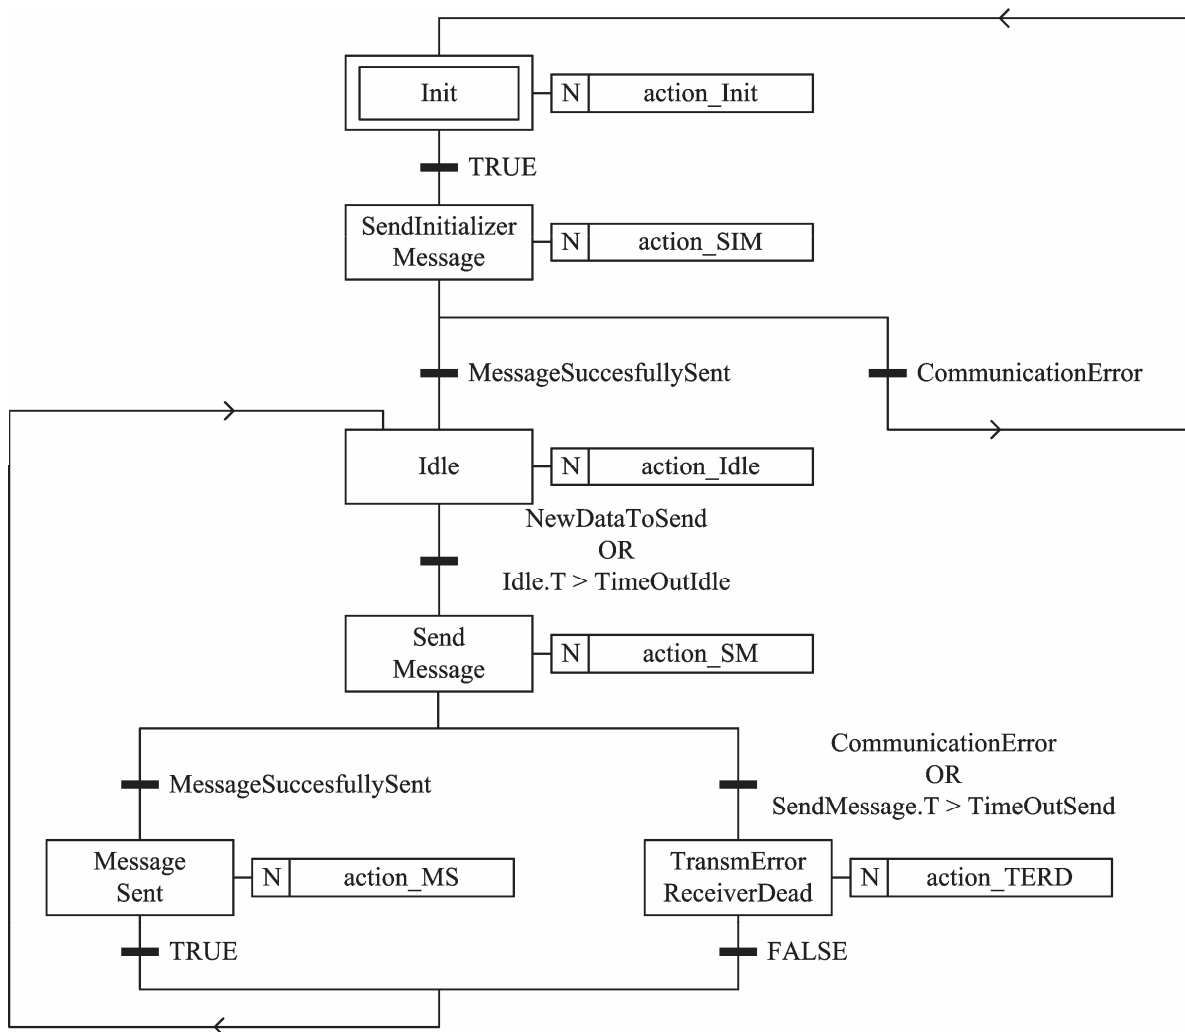 Init
N
action_Init
TRUE
SendInitializer
Message
N
action_SIM
MessageSuccesfullySent
CommunicationError
Idle
N
action_Idle
NewDataToSend
OR
Idle.T > TimeOutIdle
Send
Message
N
action_SM
MessageSuccesfullySent
CommunicationError
OR
SendMessage.T > TimeOutSend
Message
Sent
N
action_MS
TransmError
ReceiverDead
N
action_TERD
TRUE
FALSE